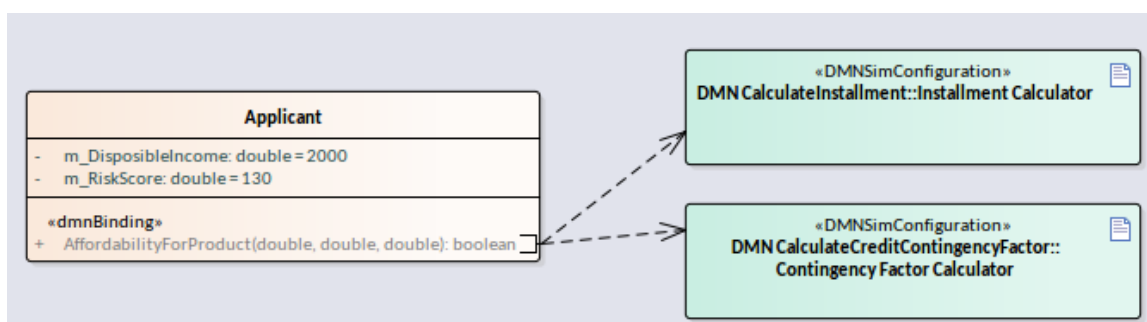 Applicant
- m_DisposibleIncome: double = 2000
- m_RiskScore: double = 130
«dmnBinding»
+ AffordabilityForProduct(double, double, double): boolean
«DMNSimConfiguration»
DMN CalculateInstallment::Installment Calculator
«DMNSimConfiguration»
DMN CalculateCreditContingencyFactor::
Contingency Factor Calculator